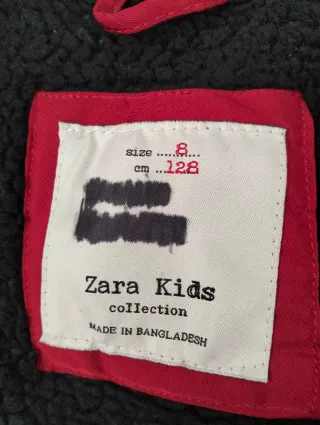 size ..8...
cm ...128
Zara Kids
collection
MADE IN BANGLADESH